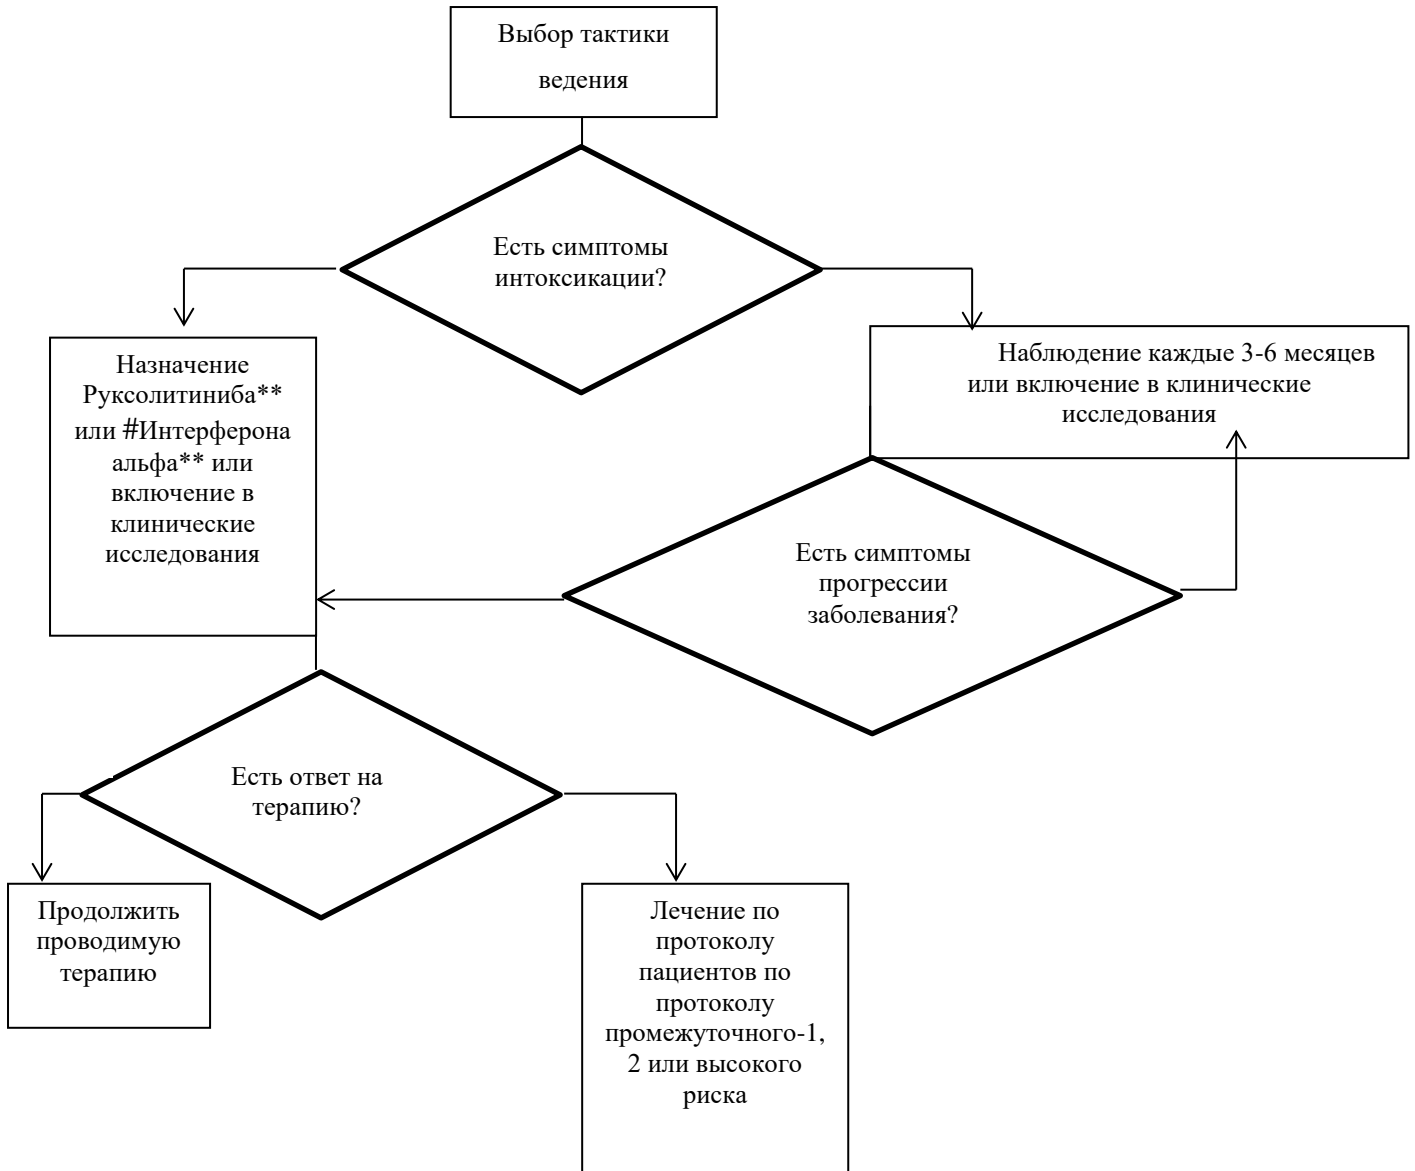 Выбор тактики
ведения
Есть симптомы
интоксикации?
Назначение
Руксолитиниба**
или #Интерферона
альфа** или
включение в
клинические
исследования
Наблюдение каждые 3-6 месяцев
или включение в клинические
исследования
Есть симптомы
прогрессии
заболевания?
Есть ответ на
терапию?
Продолжить
проводимую
терапию
Лечение по
протоколу
пациентов по
протоколу
промежуточного-1,
2 или высокого
риска